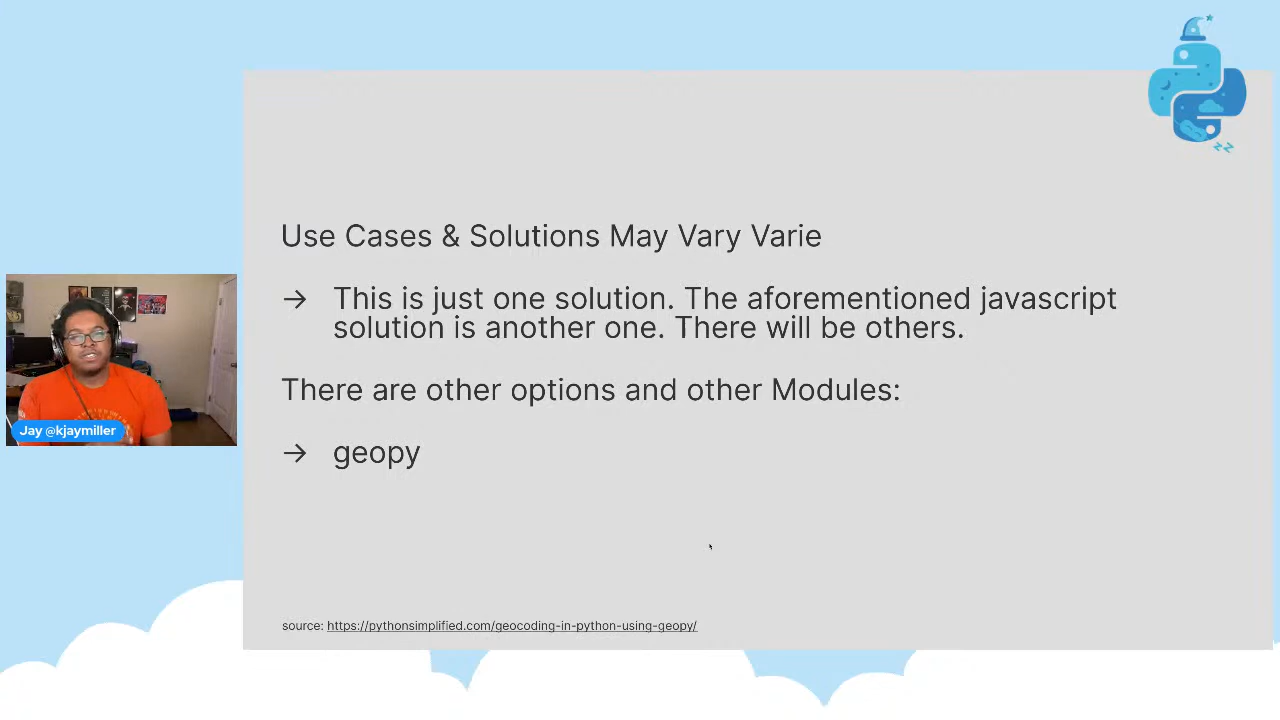 Use Cases & Solutions May Vary Varie
→ This is just one solution. The aforementioned javascript
solution is another one. There will be others.
There are other options and other Modules:
→ geopy
Jay @kjaymiller
source: https://pythonsimplified.com/geocoding-in-python-using-geopy/
zz